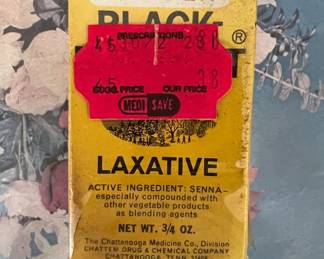 BLACK-
®
PRESCRIPTIONS
SUGG. PRICE OUR PRICE
MEDI SAVE
LAXATIVE
ACTIVE INGREDIENT: SENNA—
especially compounded with
other vegetable products
as blending agents
NET WT. 3/4 OZ.
The Chattanooga Medicine Co., Division
CHATTEM DRUG & CHEMICAL COMPANY
CHATTANOOGA, TENN.